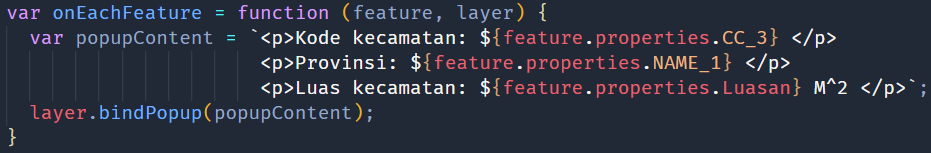 var onEachFeature = function (feature, layer) {
  var popupContent = `<p>Kode kecamatan: ${feature.properties.CC_3} </p>
                      <p>Provinsi: ${feature.properties.NAME_1} </p>
                      <p>Luas kecamatan: ${feature.properties.Luasan} M^2 </p>`;
  layer.bindPopup(popupContent);
}